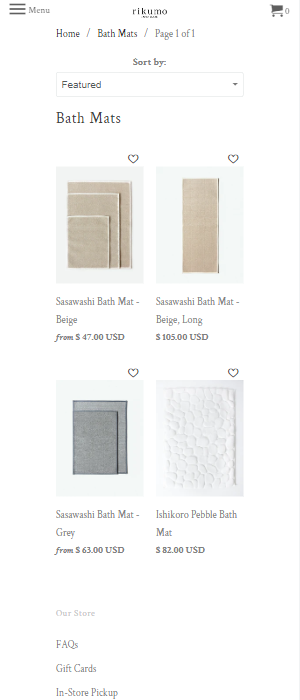 Menu
rikumo
0
Home / Bath Mats / Page 1 of 1
Sort by:
Featured
Bath Mats
Sasawashi Bath Mat -
Beige
from $ 47.00 USD
Sasawashi Bath Mat -
Beige, Long
$ 105.00 USD
Sasawashi Bath Mat -
Grey
from $ 63.00 USD
Ishikoro Pebble Bath
Mat
$ 82.00 USD
Our Store
FAQs
Gift Cards
In-Store Pickup